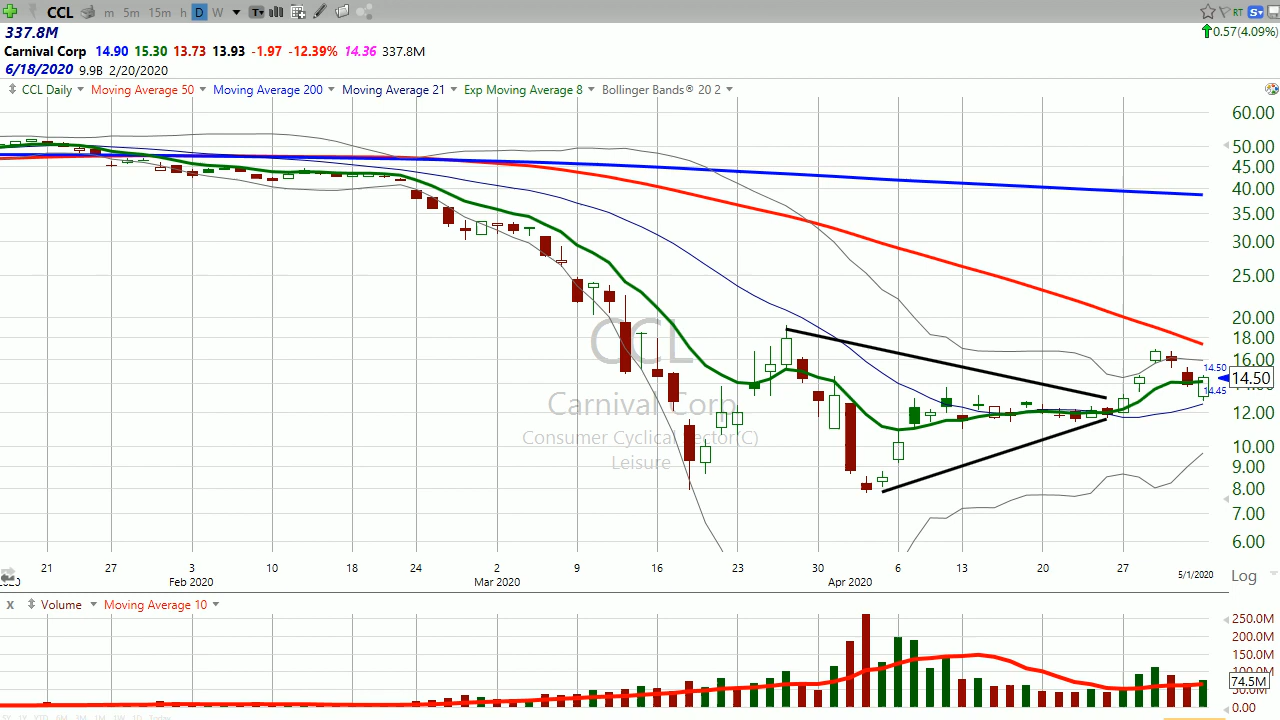 CCL m 5m 15m h D W T RT S
337.8M
0.57(4.09%)
Carnival Corp 14.90 15.30 13.73 13.93 -1.97 -12.39% 14.36 337.8M
6/18/2020 9.9B 2/20/2020
CCL Daily Moving Average 50 Moving Average 200 Moving Average 21 Exp Moving Average 8 Bollinger Bands® 20 2
60.00
50.00
45.00
40.00
35.00
30.00
25.00
20.00
18.00
16.00
14.50
14.50
14.45
12.00
10.00
9.00
8.00
7.00
6.00
CCL
Carnival Corp
Consumer Cyclical Sector(C)
Leisure
21 27 3 10 18 24 2 9 16 23 30 6 13 20 27
Feb 2020 Mar 2020 Apr 2020 5/1/2020 Log
X Volume Moving Average 10
250.0M
200.0M
150.0M
100.0M
74.5M
50.0M
0.00